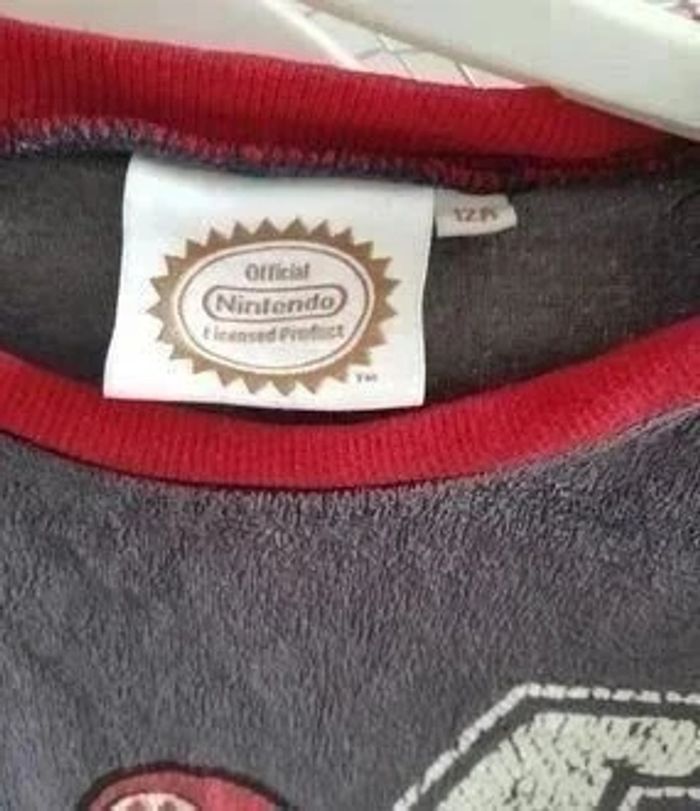 Official
Nintendo
Licensed Product
TM